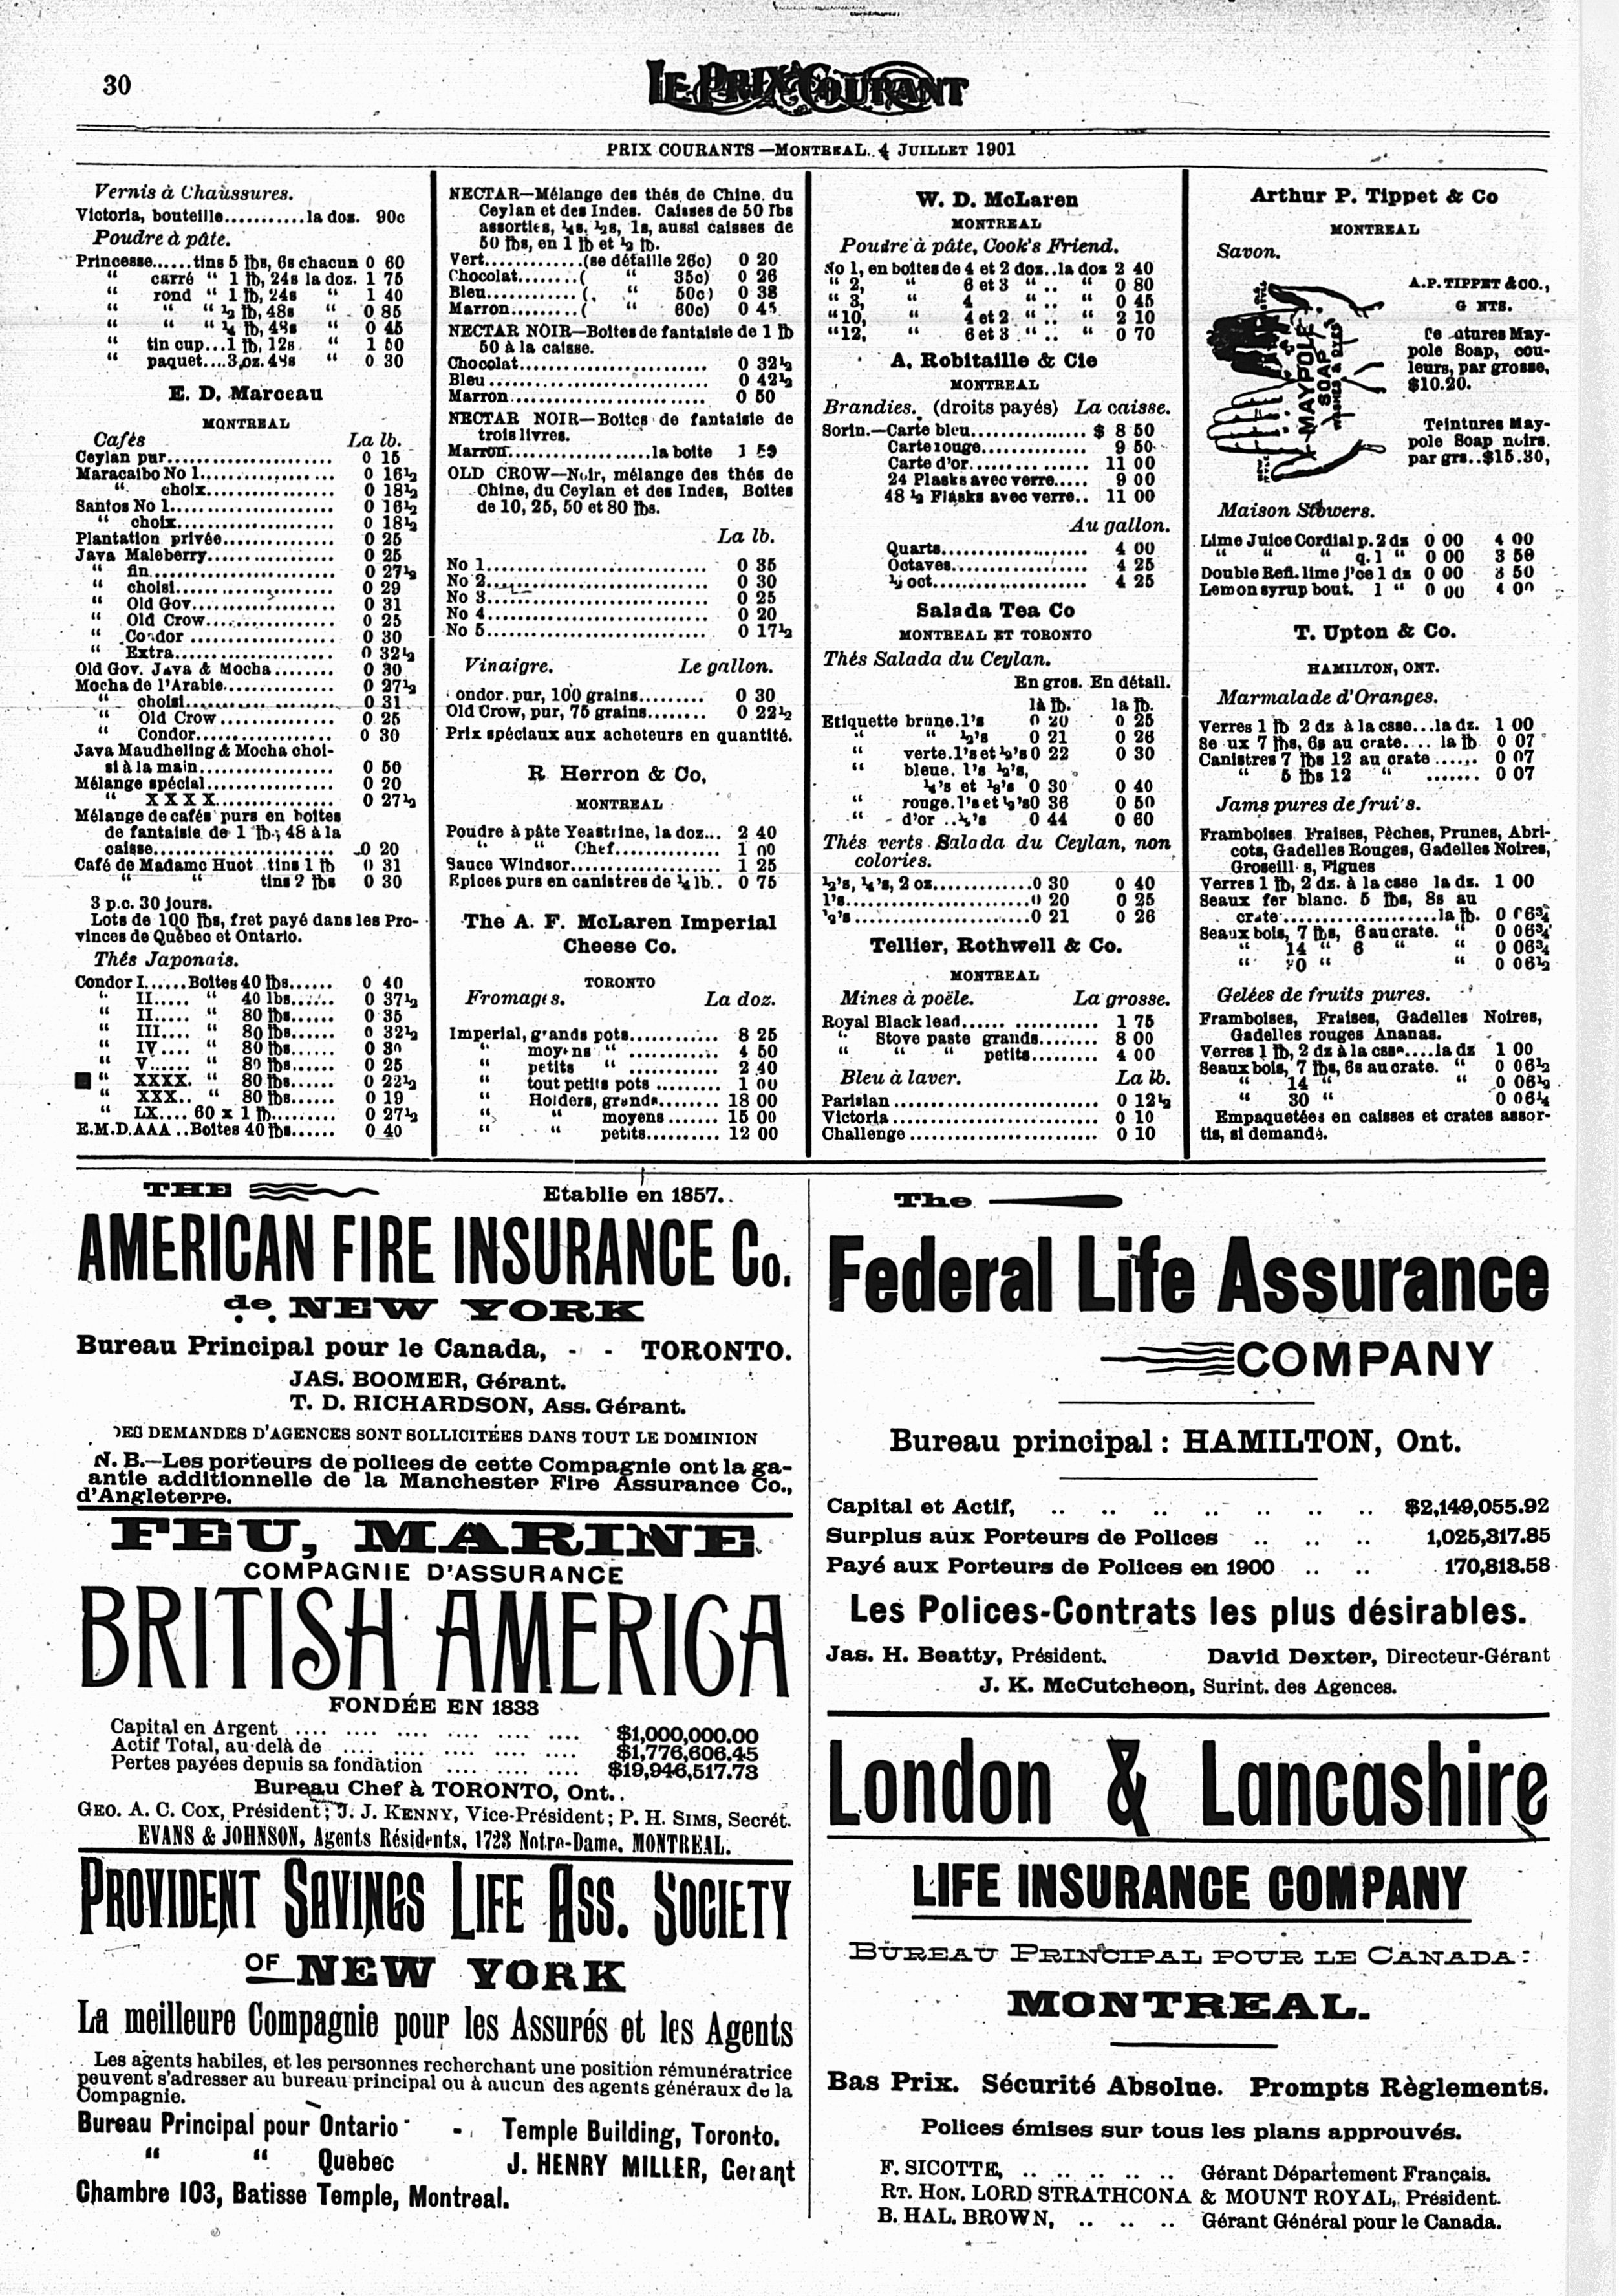 30
LE PRIX COURANT
PRIX COURANTS—MONTREAL, 4 JUILLET 1901
Vernis à Chaussures.
Victoria, bouteille...........la doz. 90c
Poudre à pâte.
Princesse......tins 5 lbs, 6s chacun 0 60
“ carré “ 1 lb, 24s la doz. 1 75
“ rond “ 1 lb, 24s “ 1 40
“ “ “ ½ lb, 48s “ 0 85
“ “ “ ¼ lb, 48s “ 0 45
“ tin cup...1 lb, 12s. “ 1 50
“ paquet....3 oz. 48s “ 0 30
E. D. Marceau
MONTREAL
Cafés La lb.
Ceylan pur........................ 0 15
Maracaibo No 1.................... 0 16½
“ choix.................... 0 18½
Santos No 1........................ 0 16½
“ choix........................ 0 18½
Plantation privée................ 0 25
Java Maleberry................... 0 25
“ fin........................... 0 27½
“ choisi........................ 0 29
“ Old Gov...................... 0 31
“ Old Crow.................... 0 25
“ Condor ...................... 0 30
“ Extra........................ 0 32½
Old Gov. Java & Mocha......... 0 30
Mocha de l'Arabie................ 0 27½
“ choisi........................ 0 31
“ Old Crow.................. 0 25
“ Condor.................... 0 30
Java Maudheling & Mocha choi-
si à la main.................... 0 50
Mélange spécial................... 0 20
“ X X X X.................. 0 27½
Mélange de cafés purs en boîtes
de fantaisie de 1 lb., 48 à la
caisse........................... 0 20
Café de Madame Huot..tins 1 lb 0 31
“ “ tins 2 lbs 0 30
3 p.c. 30 jours.
Lots de 100 lbs, fret payé dans les Pro-
vinces de Québec et Ontario.
Thés Japonais.
Condor I......Boîtes 40 lbs...... 0 40
“ II..... “ 40 lbs...... 0 37½
“ II..... “ 80 lbs...... 0 35
“ III.... “ 80 lbs...... 0 32½
“ IV.... “ 80 lbs...... 0 30
“ V...... “ 80 lbs...... 0 25
“ XXXX. “ 80 lbs...... 0 22½
“ XXX.. “ 80 lbs...... 0 19
“ LX.... 60 x 1 lb......... 0 27½
E.M.D.AAA ..Boîtes 40 lbs...... 0 40
NECTAR—Mélange des thés de Chine, du
Ceylan et des Indes. Caisses de 50 lbs
assorties, ¼s, ½s, 1s, aussi caisses de
50 lbs, en 1 lb et ½ lb.
Vert.............(se détaille 26c) 0 20
Chocolat........( “ 35c) 0 26
Bleu.............( “ 50c) 0 38
Marron..........( “ 60c) 0 45
NECTAR NOIR—Boîtes de fantaisie de 1 lb
50 à la caisse.
Chocolat........................... 0 32½
Bleu ............................... 0 42½
Marron............................. 0 50
NECTAR NOIR—Boîtes de fantaisie de
trois livres.
Marron....................la boîte 1 50
OLD CROW—Noir, mélange des thés de
Chine, du Ceylan et des Indes, Boîtes
de 10, 25, 50 et 80 lbs.
La lb.
No 1............................... 0 35
No 2............................... 0 30
No 3............................... 0 25
No 4............................... 0 20
No 5............................... 0 17½
Vinaigre. Le gallon.
ondor, pur, 100 grains......... 0 30
Old Crow, pur, 75 grains........ 0 22½
Prix spéciaux aux acheteurs en quantité.
R. Herron & Co,
MONTREAL
Poudre à pâte Yeastrine, la doz... 2 40
“ “ Chef.............. 1 00
Sauce Windsor..................... 1 25
Epices purs en canistres de ¼ lb.. 0 75
The A. F. McLaren Imperial
Cheese Co.
TORONTO
Fromages. La doz.
Imperial, grands pots............. 8 25
“ moyens “ ............. 4 50
“ petits “ ............. 2 40
“ tout petits pots ......... 1 00
“ Holders, grands......... 18 00
“ “ moyens ....... 15 00
“ “ petits.......... 12 00
W. D. McLaren
MONTREAL
Poudre à pâte, Cook's Friend.
No 1, en boîtes de 4 et 2 doz..la doz 2 40
“ 2, “ 6 et 3 “ .. “ 0 80
“ 3, “ 4 “ .. “ 0 45
“ 10, “ 4 et 2 “ .. “ 2 10
“ 12, “ 6 et 3 “ .. “ 0 70
A. Robitaille & Cie
MONTREAL
Brandies. (droits payés) La caisse.
Sorin.—Carte bleu................ $ 8 50
Carte rouge................ 9 50
Carte d'or.................. 11 00
24 Flasks avec verre..... 9 00
48 ½ Flasks avec verre.. 11 00
Au gallon.
Quarts..................... 4 00
Octaves.................... 4 25
½ oct....................... 4 25
Salada Tea Co
MONTREAL ET TORONTO
Thés Salada du Ceylan.
En gros. En détail.
la lb. la lb.
Etiquette brune.1's 0 20 0 25
“ “ ½'s 0 21 0 26
“ verte.1's et ½'s 0 22 0 30
“ bleue. 1's ½'s,
¼'s et ⅛'s 0 30 0 40
“ rouge.1's et ½'s 0 36 0 50
“ d'or ..½'s 0 44 0 60
Thés verts Salada du Ceylan, non
colories.
½'s, ¼'s, 2 oz.............0 30 0 40
1's........................0 20 0 25
½'s.......................0 21 0 26
Tellier, Rothwell & Co.
MONTREAL
Mines à poële. La grosse.
Royal Black lead................. 1 75
“ Stove paste grands........ 8 00
“ “ “ petits......... 4 00
Bleu à laver. La lb.
Parisian........................... 0 12½
Victoria........................... 0 10
Challenge ......................... 0 10
Arthur P. Tippet & Co
MONTREAL
Savon.
MAYPOLE SOAP
WASHES & DYES
A.P. TIPPET & CO.,
G NTS.
Te atures May-
pole Soap, cou-
leurs, par grosse,
$10.20.
Teintures May-
pole Soap noirs.
par grs..$15.30,
Maison Stowers.
Lime Juice Cordial p. 2 dz 0 00 4 00
“ “ “ q. 1 “ 0 00 3 50
Double Refl. lime j'ce 1 dz 0 00 3 50
Lemon syrup bout. 1 “ 0 00 4 00
T. Upton & Co.
HAMILTON, ONT.
Marmalade d'Oranges.
Verres 1 lb 2 dz à la csse...la dz. 1 00
Se ux 7 lbs, 6s au crate.... la lb 0 07
Canistres 7 lbs 12 au crate ...... 0 07
“ 5 lbs 12 “ ....... 0 07
Jams pures de frui s.
Framboises Fraises, Pèches, Prunes, Abri-
cots, Gadelles Rouges, Gadelles Noires,
Groseill s, Figues
Verres 1 lb, 2 dz. à la csse la dz. 1 00
Seaux fer blanc. 5 lbs, 8s au
crate.......................la lb. 0 06¾
Seaux bois, 7 lbs, 6 au crate. “ 0 06¾
“ 14 “ 6 “ “ 0 06¾
“ 30 “ “ 0 06½
Gelées de fruits pures.
Framboises, Fraises, Gadelles Noires,
Gadelles rouges Ananas.
Verres 1 lb, 2 dz à la csse....la dz 1 00
Seaux bois, 7 lbs, 6s au crate. “ 0 06½
“ 14 “ “ 0 06½
“ 30 “ 0 06¼
Empaquetées en caisses et crates assor-
tis, si demandé.
THE Etablie en 1857.
AMERICAN FIRE INSURANCE Co.
de NEW YORK
Bureau Principal pour le Canada, - - TORONTO.
JAS. BOOMER, Gérant.
T. D. RICHARDSON, Ass. Gérant.
DES DEMANDES D'AGENCES SONT SOLLICITÉES DANS TOUT LE DOMINION
N. B.—Les porteurs de polices de cette Compagnie ont la ga-
antie additionnelle de la Manchester Fire Assurance Co.,
d'Angleterre.
FEU, MARINE
COMPAGNIE D'ASSURANCE
BRITISH AMERICA
FONDÉE EN 1833
Capital en Argent .... .... .... .... .... .... $1,000,000.00
Actif Total, au-delà de .... .... .... .... .... $1,776,606.45
Pertes payées depuis sa fondation .... .... .... $19,946,517.73
Bureau Chef à TORONTO, Ont.
GEO. A. C. COX, Président; J. J. KENNY, Vice-Président; P. H. SIMS, Secrét.
EVANS & JOHNSON, Agents Résidents, 1723 Notre-Dame, MONTREAL.
PROVIDENT SAVINGS LIFE ASS. SOCIETY
OF NEW YORK
La meilleure Compagnie pour les Assurés et les Agents
Les agents habiles, et les personnes recherchant une position rémunératrice
peuvent s'adresser au bureau principal ou à aucun des agents généraux de la
Compagnie.
Bureau Principal pour Ontario - - Temple Building, Toronto.
“ “ Quebec J. HENRY MILLER, Gerant
Chambre 103, Batisse Temple, Montreal.
The
Federal Life Assurance
COMPANY
Bureau principal : HAMILTON, Ont.
Capital et Actif, .. .. .. .. .. .. .. $2,149,055.92
Surplus aux Porteurs de Polices .. .. .. 1,025,317.85
Payé aux Porteurs de Polices en 1900 .. .. 170,813.58
Les Polices-Contrats les plus désirables.
Jas. H. Beatty, Président. David Dexter, Directeur-Gérant
J. K. McCutcheon, Surint. des Agences.
London & Lancashire
LIFE INSURANCE COMPANY
BUREAU PRINCIPAL POUR LE CANADA:
MONTREAL.
Bas Prix. Sécurité Absolue. Prompts Règlements.
Polices émises sur tous les plans approuvés.
F. SICOTTE, .. .. .. .. .. .. Gérant Département Français.
RT. HON. LORD STRATHCONA & MOUNT ROYAL, Président.
B. HAL. BROWN, .. .. .. Gérant Général pour le Canada.